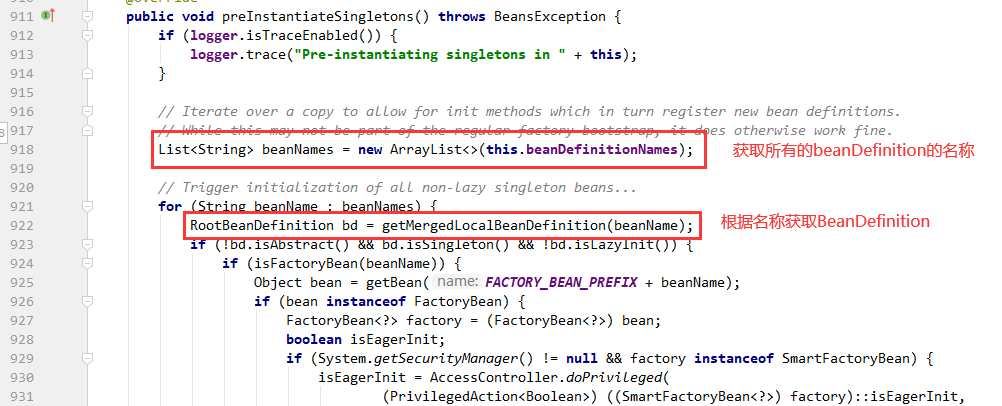 910 @Override
911 public void preInstantiateSingletons() throws BeansException {
912 if (logger.isTraceEnabled()) {
913 logger.trace("Pre-instantiating singletons in " + this);
914 }
915
916 // Iterate over a copy to allow for init methods which in turn register new bean definitions.
917 // While this may not be part of the regular factory bootstrap, it does otherwise work fine.
918 List<String> beanNames = new ArrayList<>(this.beanDefinitionNames); 获取所有的beanDefinition的名称
919
920 // Trigger initialization of all non-lazy singleton beans...
921 for (String beanName : beanNames) {
922 RootBeanDefinition bd = getMergedLocalBeanDefinition(beanName); 根据名称获取BeanDefinition
923 if (!bd.isAbstract() && bd.isSingleton() && !bd.isLazyInit()) {
924 if (isFactoryBean(beanName)) {
925 Object bean = getBean( name: FACTORY_BEAN_PREFIX + beanName);
926 if (bean instanceof FactoryBean) {
927 FactoryBean<?> factory = (FactoryBean<?>) bean;
928 boolean isEagerInit;
929 if (System.getSecurityManager() != null && factory instanceof SmartFactoryBean) {
930 isEagerInit = AccessController.doPrivileged(
931 (PrivilegedAction<Boolean>) ((SmartFactoryBean<?>) factory)::isEagerInit,